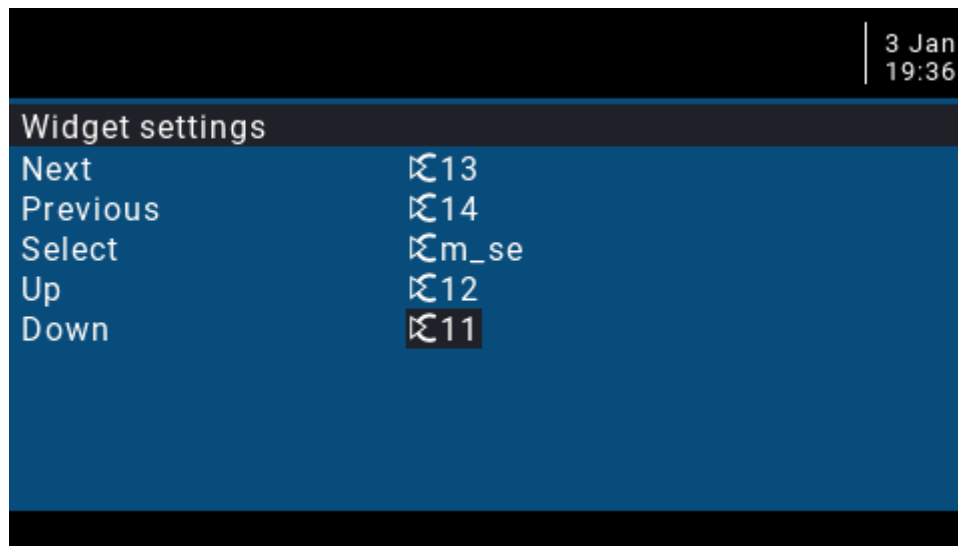 3 Jan
19:36
Widget settings
Next 13
Previous 14
Select m_se
Up 12
Down 11